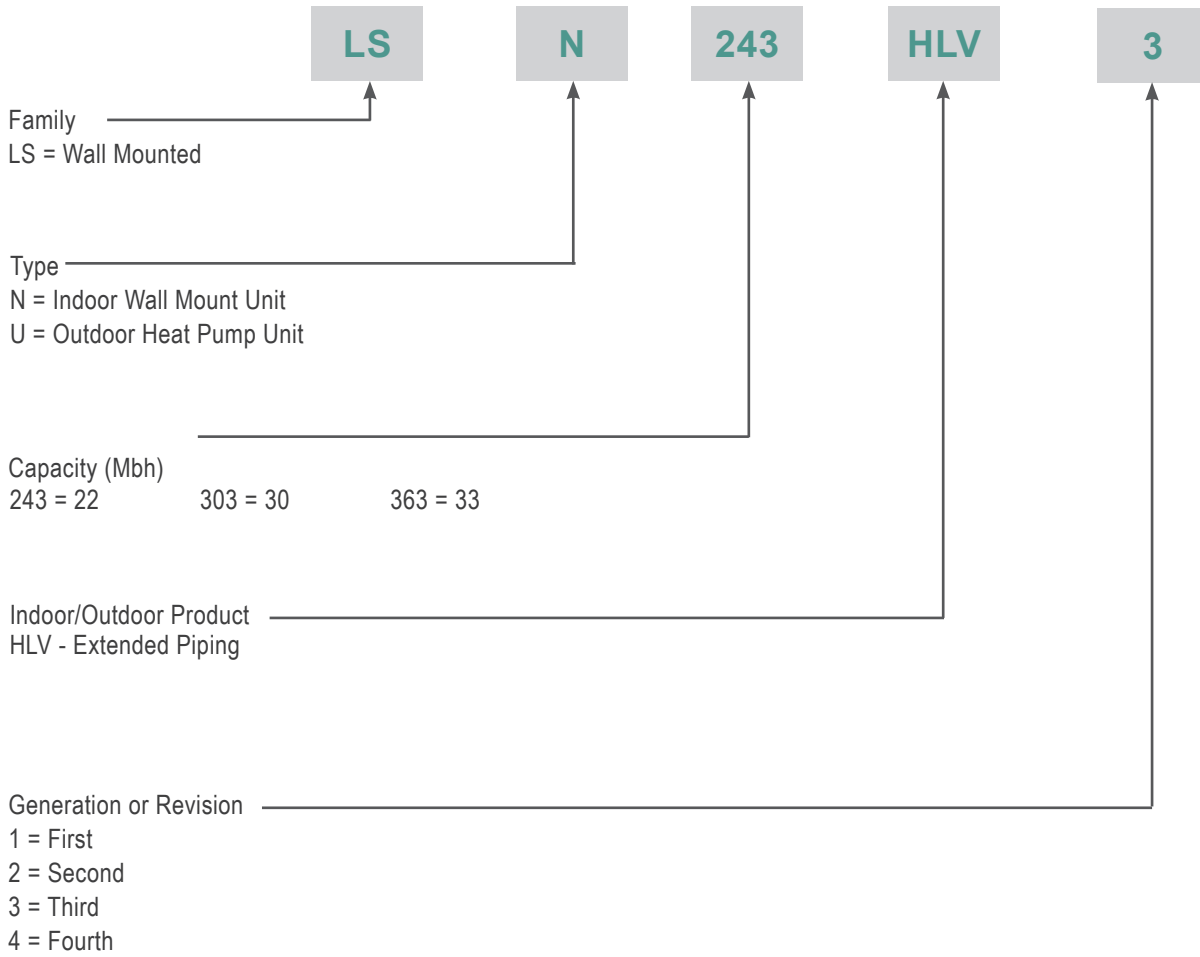 LS N 243 HLV 3
Family
LS = Wall Mounted
Type
N = Indoor Wall Mount Unit
U = Outdoor Heat Pump Unit
Capacity (Mbh)
243 = 22 303 = 30 363 = 33
Indoor/Outdoor Product
HLV - Extended Piping
Generation or Revision
1 = First
2 = Second
3 = Third
4 = Fourth